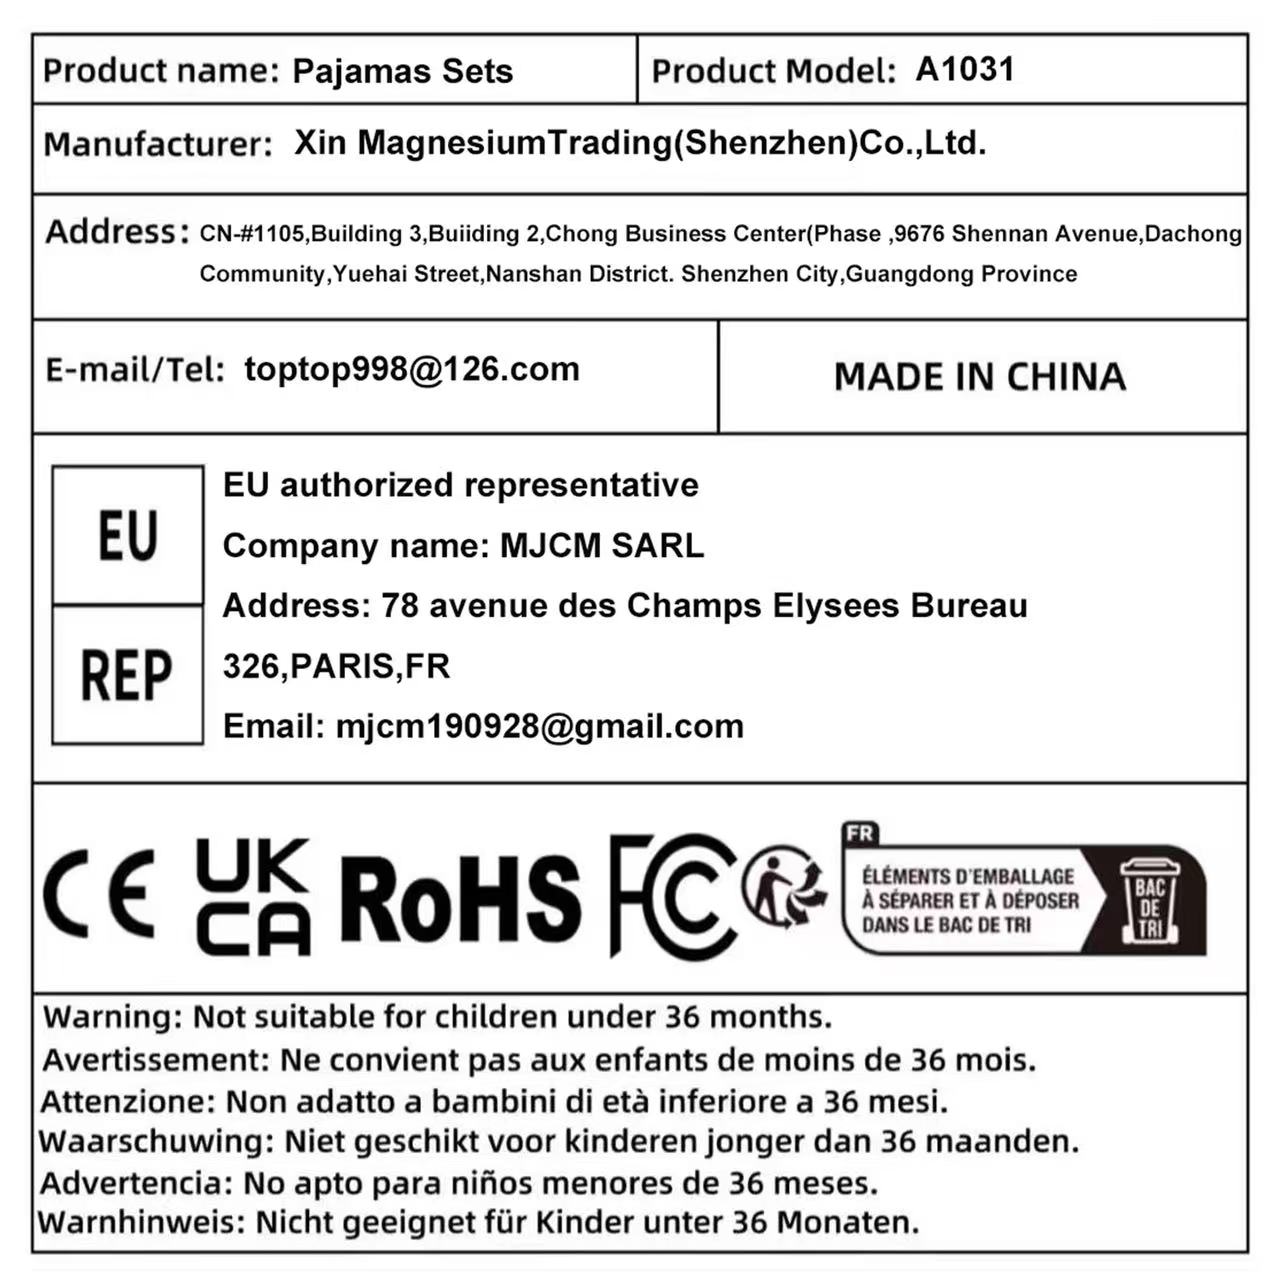 Product name: Pajamas Sets
Product Model: A1031
Manufacturer: Xin MagnesiumTrading(Shenzhen)Co.,Ltd.
Address: CN-#1105,Building 3,Buiiding 2,Chong Business Center(Phase ,9676 Shennan Avenue,Dachong
Community,Yuehai Street,Nanshan District. Shenzhen City,Guangdong Province
E-mail/Tel: toptop998@126.com
MADE IN CHINA
EU
REP
EU authorized representative
Company name: MJCM SARL
Address: 78 avenue des Champs Elysees Bureau
326,PARIS,FR
Email: mjcm190928@gmail.com
CE
UK
CA
RoHS
FC
FR
ÉLÉMENTS D'EMBALLAGE
À SÉPARER ET À DÉPOSER
DANS LE BAC DE TRI
BAC
DE
TRI
Warning: Not suitable for children under 36 months.
Avertissement: Ne convient pas aux enfants de moins de 36 mois.
Attenzione: Non adatto a bambini di età inferiore a 36 mesi.
Waarschuwing: Niet geschikt voor kinderen jonger dan 36 maanden.
Advertencia: No apto para niños menores de 36 meses.
Warnhinweis: Nicht geeignet für Kinder unter 36 Monaten.